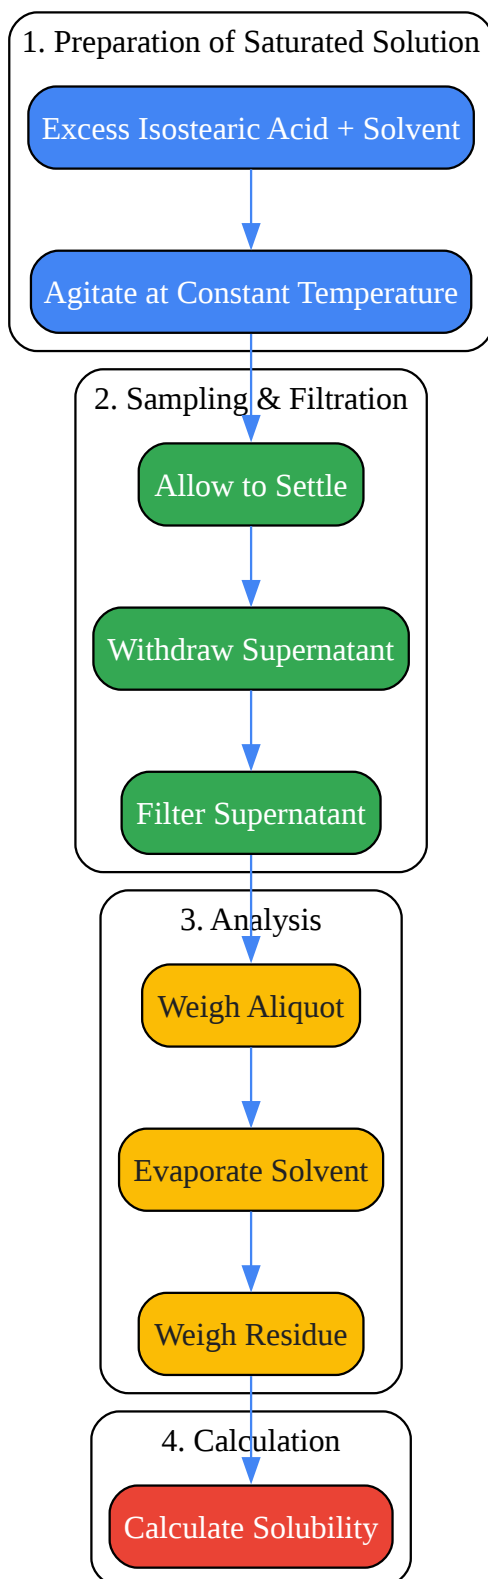 1. Preparation of Saturated Solution
Excess Isostearic Acid + Solvent
Agitate at Constant Temperature
2. Sampling & Filtration
Allow to Settle
Withdraw Supernatant
Filter Supernatant
3. Analysis
Weigh Aliquot
Evaporate Solvent
Weigh Residue
4. Calculation
Calculate Solubility